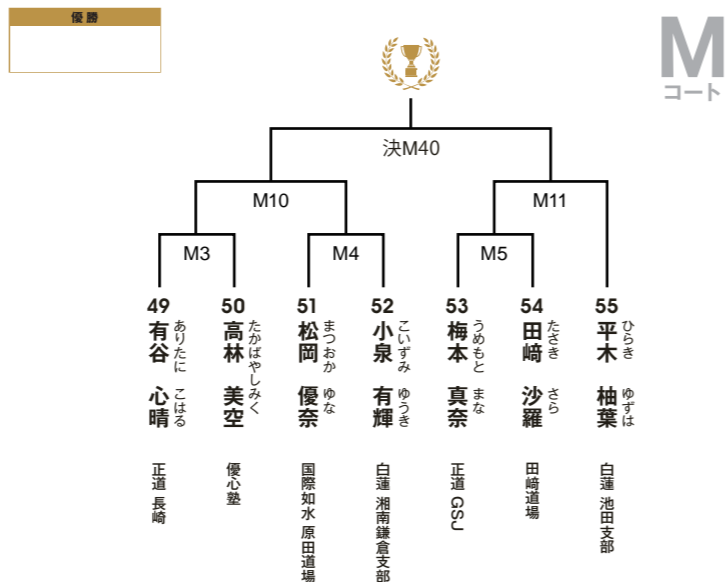 優勝
M
コート
決M40
M10
M11
M3
M4
M5
49
有谷 心晴
ありたに こはる
正道 長崎
50
高林 美空
たかばやしみく
優心塾
51
松岡 優奈
まつおか ゆな
国際如水 原田道場
52
小泉 有輝
こいずみ ゆうき
白蓮 湘南鎌倉支部
53
梅本 真奈
うめもと まな
正道 GSJ
54
田﨑 沙羅
たさき さら
田﨑道場
55
平木 柚葉
ひらき ゆずは
白蓮 池田支部